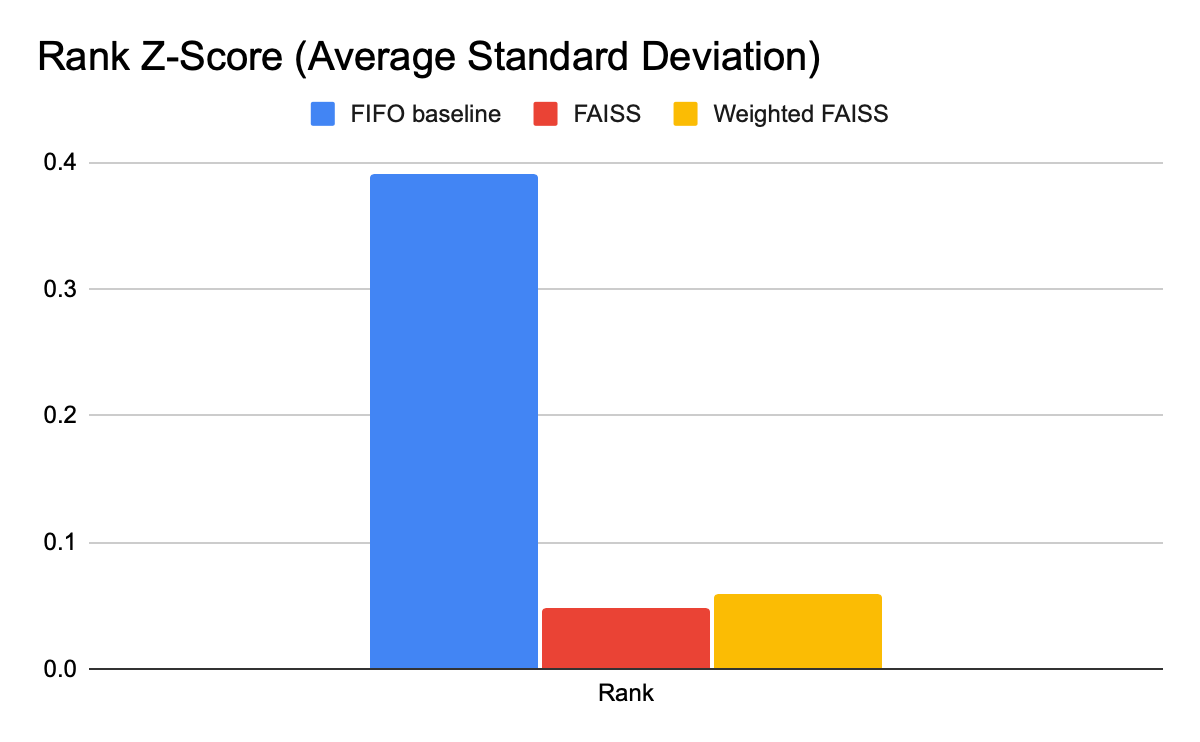 Rank Z-Score (Average Standard Deviation)
FIFO baseline FAISS Weighted FAISS
0.4
0.3
0.2
0.1
0.0
Rank